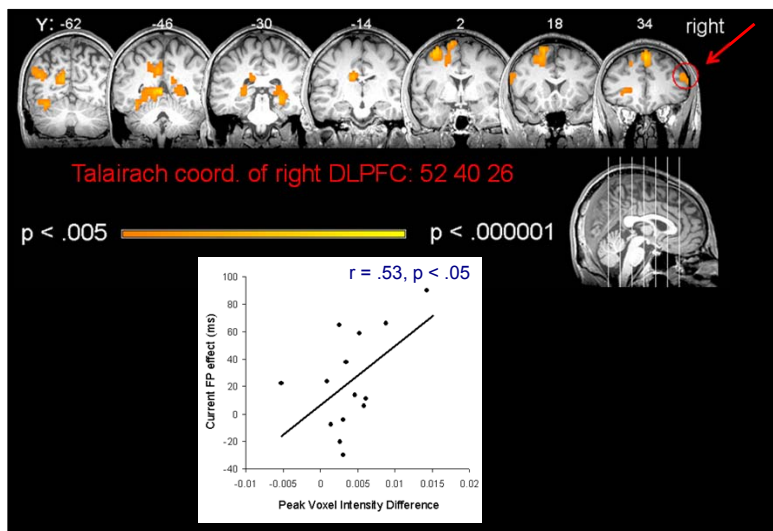 Y: -62 -46 -30 -14 2 18 34
right
Talairach coord. of right DLPFC: 52 40 26
p < .005 p < .000001
r = .53, p < .05
Current FP effect (ms)
100
80
60
40
20
0
-20
-40
-0.01 -0.005 0 0.005 0.01 0.015 0.02
Peak Voxel Intensity Difference